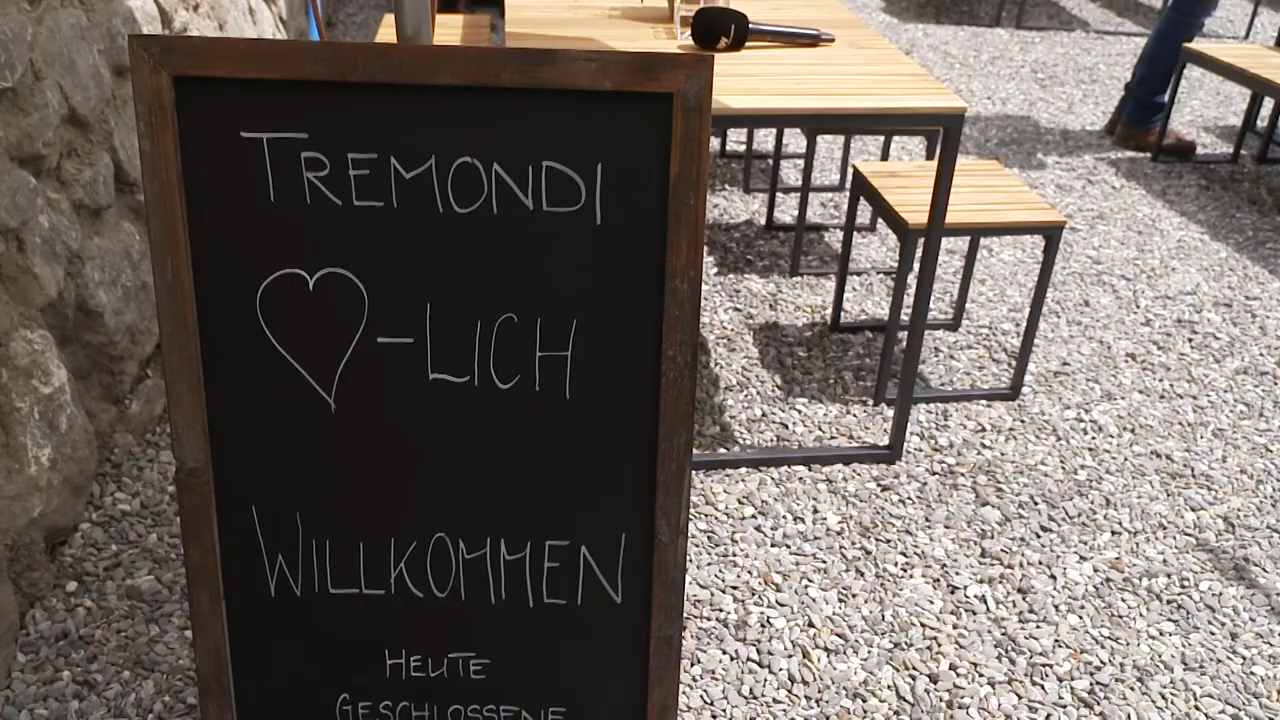 TREMONDI
♡-LICH
WILLKOMMEN
HEUTE
GESCHLOSSENE